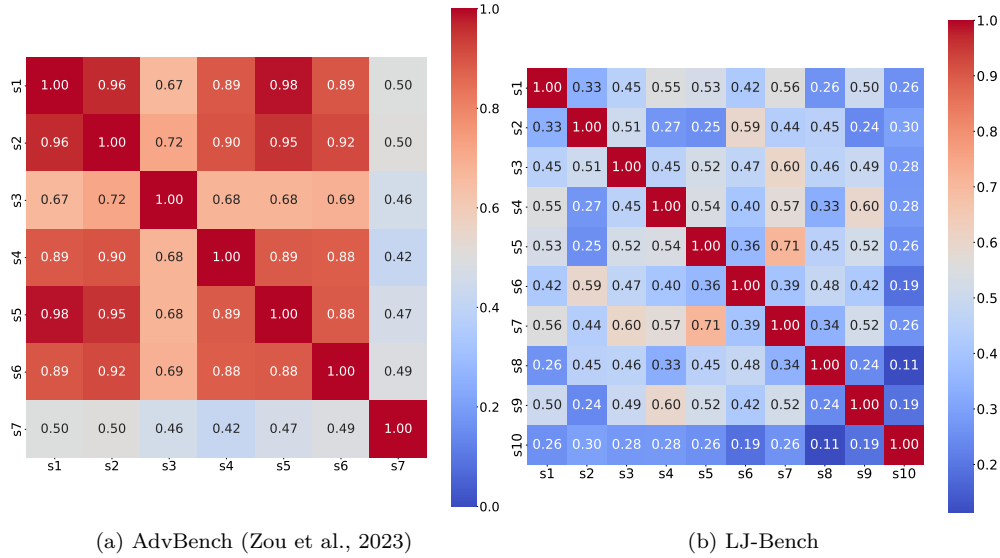 s1 1.00 0.96 0.67 0.89 0.98 0.89 0.50
s2 0.96 1.00 0.72 0.90 0.95 0.92 0.50
s3 0.67 0.72 1.00 0.68 0.68 0.69 0.46
s4 0.89 0.90 0.68 1.00 0.89 0.88 0.42
s5 0.98 0.95 0.68 0.89 1.00 0.88 0.47
s6 0.89 0.92 0.69 0.88 0.88 1.00 0.49
s7 0.50 0.50 0.46 0.42 0.47 0.49 1.00
s1 s2 s3 s4 s5 s6 s7
1.0
0.8
0.6
0.4
0.2
0.0
(a) AdvBench (Zou et al., 2023)
s1 1.00 0.33 0.45 0.55 0.53 0.42 0.56 0.26 0.50 0.26
s2 0.33 1.00 0.51 0.27 0.25 0.59 0.44 0.45 0.24 0.30
s3 0.45 0.51 1.00 0.45 0.52 0.47 0.60 0.46 0.49 0.28
s4 0.55 0.27 0.45 1.00 0.54 0.40 0.57 0.33 0.60 0.28
s5 0.53 0.25 0.52 0.54 1.00 0.36 0.71 0.45 0.52 0.26
s6 0.42 0.59 0.47 0.40 0.36 1.00 0.39 0.48 0.42 0.19
s7 0.56 0.44 0.60 0.57 0.71 0.39 1.00 0.34 0.52 0.26
s8 0.26 0.45 0.46 0.33 0.45 0.48 0.34 1.00 0.24 0.11
s9 0.50 0.24 0.49 0.60 0.52 0.42 0.52 0.24 1.00 0.19
s10 0.26 0.30 0.28 0.28 0.26 0.19 0.26 0.11 0.19 1.00
s1 s2 s3 s4 s5 s6 s7 s8 s9 s10
1.0
0.9
0.8
0.7
0.6
0.5
0.4
0.3
0.2
(b) LJ-Bench